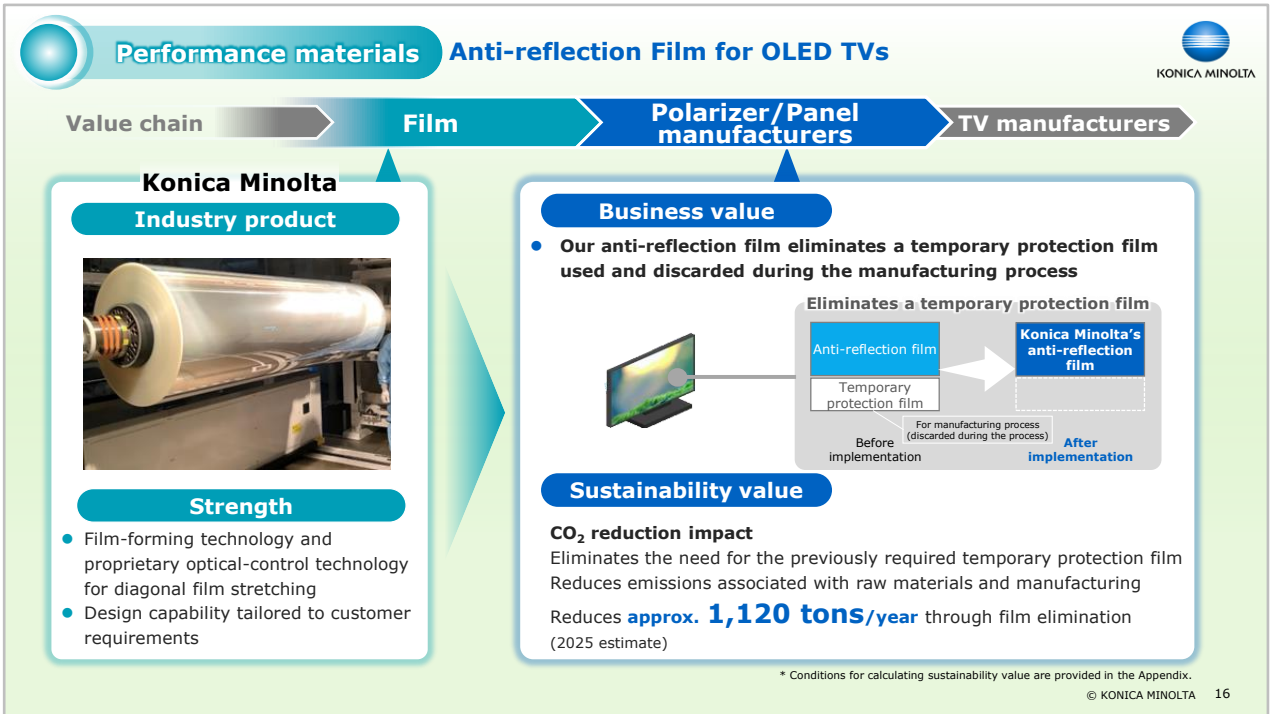 Performance materials
Anti-reflection Film for OLED TVs
KONICA MINOLTA
Value chain
Film
Polarizer/Panel
manufacturers
TV manufacturers
Konica Minolta
Industry product
Strength
● Film-forming technology and
proprietary optical-control technology
for diagonal film stretching
● Design capability tailored to customer
requirements
Business value
● Our anti-reflection film eliminates a temporary protection film
used and discarded during the manufacturing process
Eliminates a temporary protection film
Anti-reflection film
Temporary
protection film
For manufacturing process
(discarded during the process)
Before
implementation
Konica Minolta’s
anti-reflection
film
After
implementation
Sustainability value
CO₂ reduction impact
Eliminates the need for the previously required temporary protection film
Reduces emissions associated with raw materials and manufacturing
Reduces approx. 1,120 tons/year through film elimination
(2025 estimate)
* Conditions for calculating sustainability value are provided in the Appendix.
© KONICA MINOLTA 16